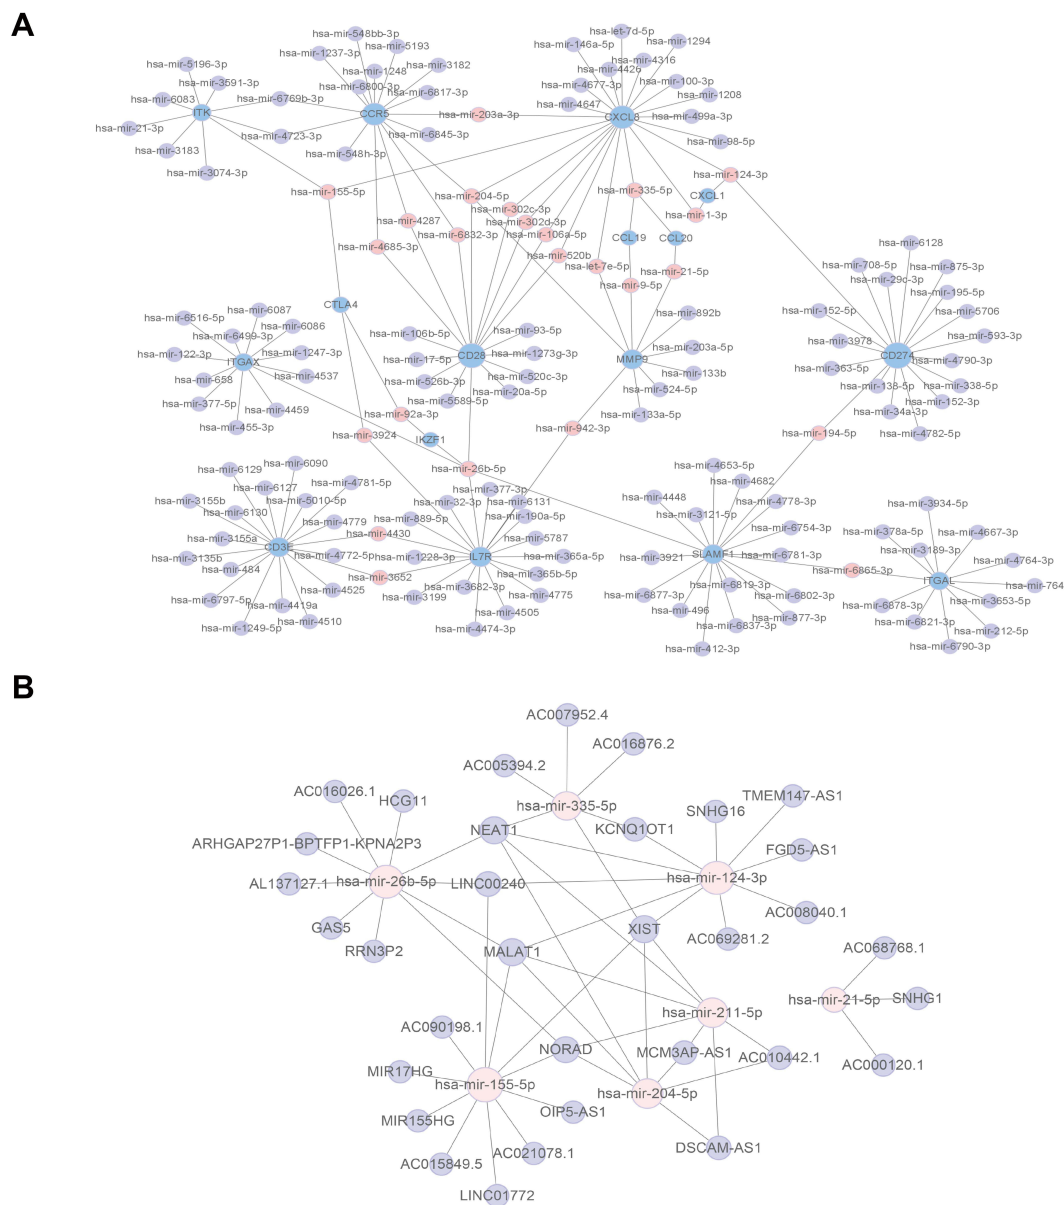 A
hsa-mir-548bb-3p
hsa-let-7d-5p
hsa-mir-146a-5p
hsa-mir-1294
hsa-mir-1237-3p
hsa-mir-5193
hsa-mir-5196-3p
hsa-mir-1248
hsa-mir-3182
hsa-mir-4426
hsa-mir-4316
hsa-mir-3591-3p
hsa-mir-6800-3p
hsa-mir-4677-3p
hsa-mir-100-3p
hsa-mir-6083
hsa-mir-6769b-3p
hsa-mir-6817-3p
hsa-mir-4647
hsa-mir-1208
ITK
CCR5
hsa-mir-203a-3p
CXCL8
hsa-mir-499a-3p
hsa-mir-21-3p
hsa-mir-4723-3p
hsa-mir-6845-3p
hsa-mir-98-5p
hsa-mir-3183
hsa-mir-548h-3p
hsa-mir-3074-3p
hsa-mir-124-3p
hsa-mir-155-5p
hsa-mir-204-5p
hsa-mir-335-5p
CXCL1
hsa-mir-302c-3p
hsa-mir-4287
hsa-mir-302d-3p
hsa-mir-1-3p
hsa-mir-6832-3p
hsa-mir-106a-5p
CCL19
CCL20
hsa-mir-4685-3p
hsa-mir-520b
hsa-mir-6128
hsa-let-7e-5p
hsa-mir-21-5p
hsa-mir-708-5p
hsa-mir-875-3p
hsa-mir-9-5p
hsa-mir-29c-3p
hsa-mir-195-5p
CTLA4
hsa-mir-152-5p
hsa-mir-5706
hsa-mir-6087
hsa-mir-892b
hsa-mir-6516-5p
hsa-mir-6086
hsa-mir-106b-5p
hsa-mir-93-5p
hsa-mir-593-3p
hsa-mir-6499-3p
hsa-mir-3978
hsa-mir-122-3p
hsa-mir-1247-3p
hsa-mir-17-5p
CD28
hsa-mir-1273g-3p
MMP9
hsa-mir-203a-5p
CD274
hsa-mir-4790-3p
ITGAX
hsa-mir-363-5p
hsa-mir-658
hsa-mir-4537
hsa-mir-526b-3p
hsa-mir-520c-3p
hsa-mir-133b
hsa-mir-138-5p
hsa-mir-338-5p
hsa-mir-377-5p
hsa-mir-5589-5p
hsa-mir-20a-5p
hsa-mir-524-5p
hsa-mir-152-3p
hsa-mir-4459
hsa-mir-92a-3p
hsa-mir-133a-5p
hsa-mir-34a-3p
hsa-mir-455-3p
hsa-mir-3924
IKZF1
hsa-mir-942-3p
hsa-mir-194-5p
hsa-mir-4782-5p
hsa-mir-6129
hsa-mir-6090
hsa-mir-26b-5p
hsa-mir-4653-5p
hsa-mir-4781-5p
hsa-mir-4682
hsa-mir-6127
hsa-mir-377-3p
hsa-mir-3155b
hsa-mir-5010-5p
hsa-mir-32-3p
hsa-mir-6131
hsa-mir-4448
hsa-mir-4778-3p
hsa-mir-3934-5p
hsa-mir-6130
hsa-mir-889-5p
hsa-mir-190a-5p
hsa-mir-3121-5p
hsa-mir-4779
hsa-mir-6754-3p
hsa-mir-378a-5p
hsa-mir-4667-3p
hsa-mir-3155a
hsa-mir-4430
hsa-mir-5787
hsa-mir-3189-3p
CD3E
hsa-mir-3135b
hsa-mir-4772-5p
hsa-mir-1228-3p
IL7R
hsa-mir-365a-5p
hsa-mir-3921
SLAMF1
hsa-mir-6781-3p
hsa-mir-4764-3p
hsa-mir-484
hsa-mir-3652
hsa-mir-365b-5p
hsa-mir-6865-3p
ITGAL
hsa-mir-764
hsa-mir-4525
hsa-mir-3682-3p
hsa-mir-6819-3p
hsa-mir-6877-3p
hsa-mir-6802-3p
hsa-mir-3199
hsa-mir-4775
hsa-mir-6797-5p
hsa-mir-4419a
hsa-mir-6878-3p
hsa-mir-3653-5p
hsa-mir-4505
hsa-mir-496
hsa-mir-877-3p
hsa-mir-4510
hsa-mir-6821-3p
hsa-mir-1249-5p
hsa-mir-4474-3p
hsa-mir-6837-3p
hsa-mir-212-5p
hsa-mir-412-3p
hsa-mir-6790-3p
B
AC007952.4
AC016876.2
AC005394.2
AC016026.1
HCG11
hsa-mir-335-5p
SNHG16
TMEM147-AS1
NEAT1
KCNQ1OT1
ARHGAP27P1-BPTFP1-KPNA2P3
FGD5-AS1
AL137127.1
hsa-mir-26b-5p
LINC00240
hsa-mir-124-3p
AC008040.1
GAS5
XIST
AC069281.2
RRN3P2
MALAT1
AC068768.1
hsa-mir-21-5p
SNHG1
hsa-mir-211-5p
AC090198.1
NORAD
MCM3AP-AS1
AC010442.1
AC000120.1
MIR17HG
hsa-mir-155-5p
hsa-mir-204-5p
MIR155HG
OIP5-AS1
AC015849.5
AC021078.1
DSCAM-AS1
LINC01772